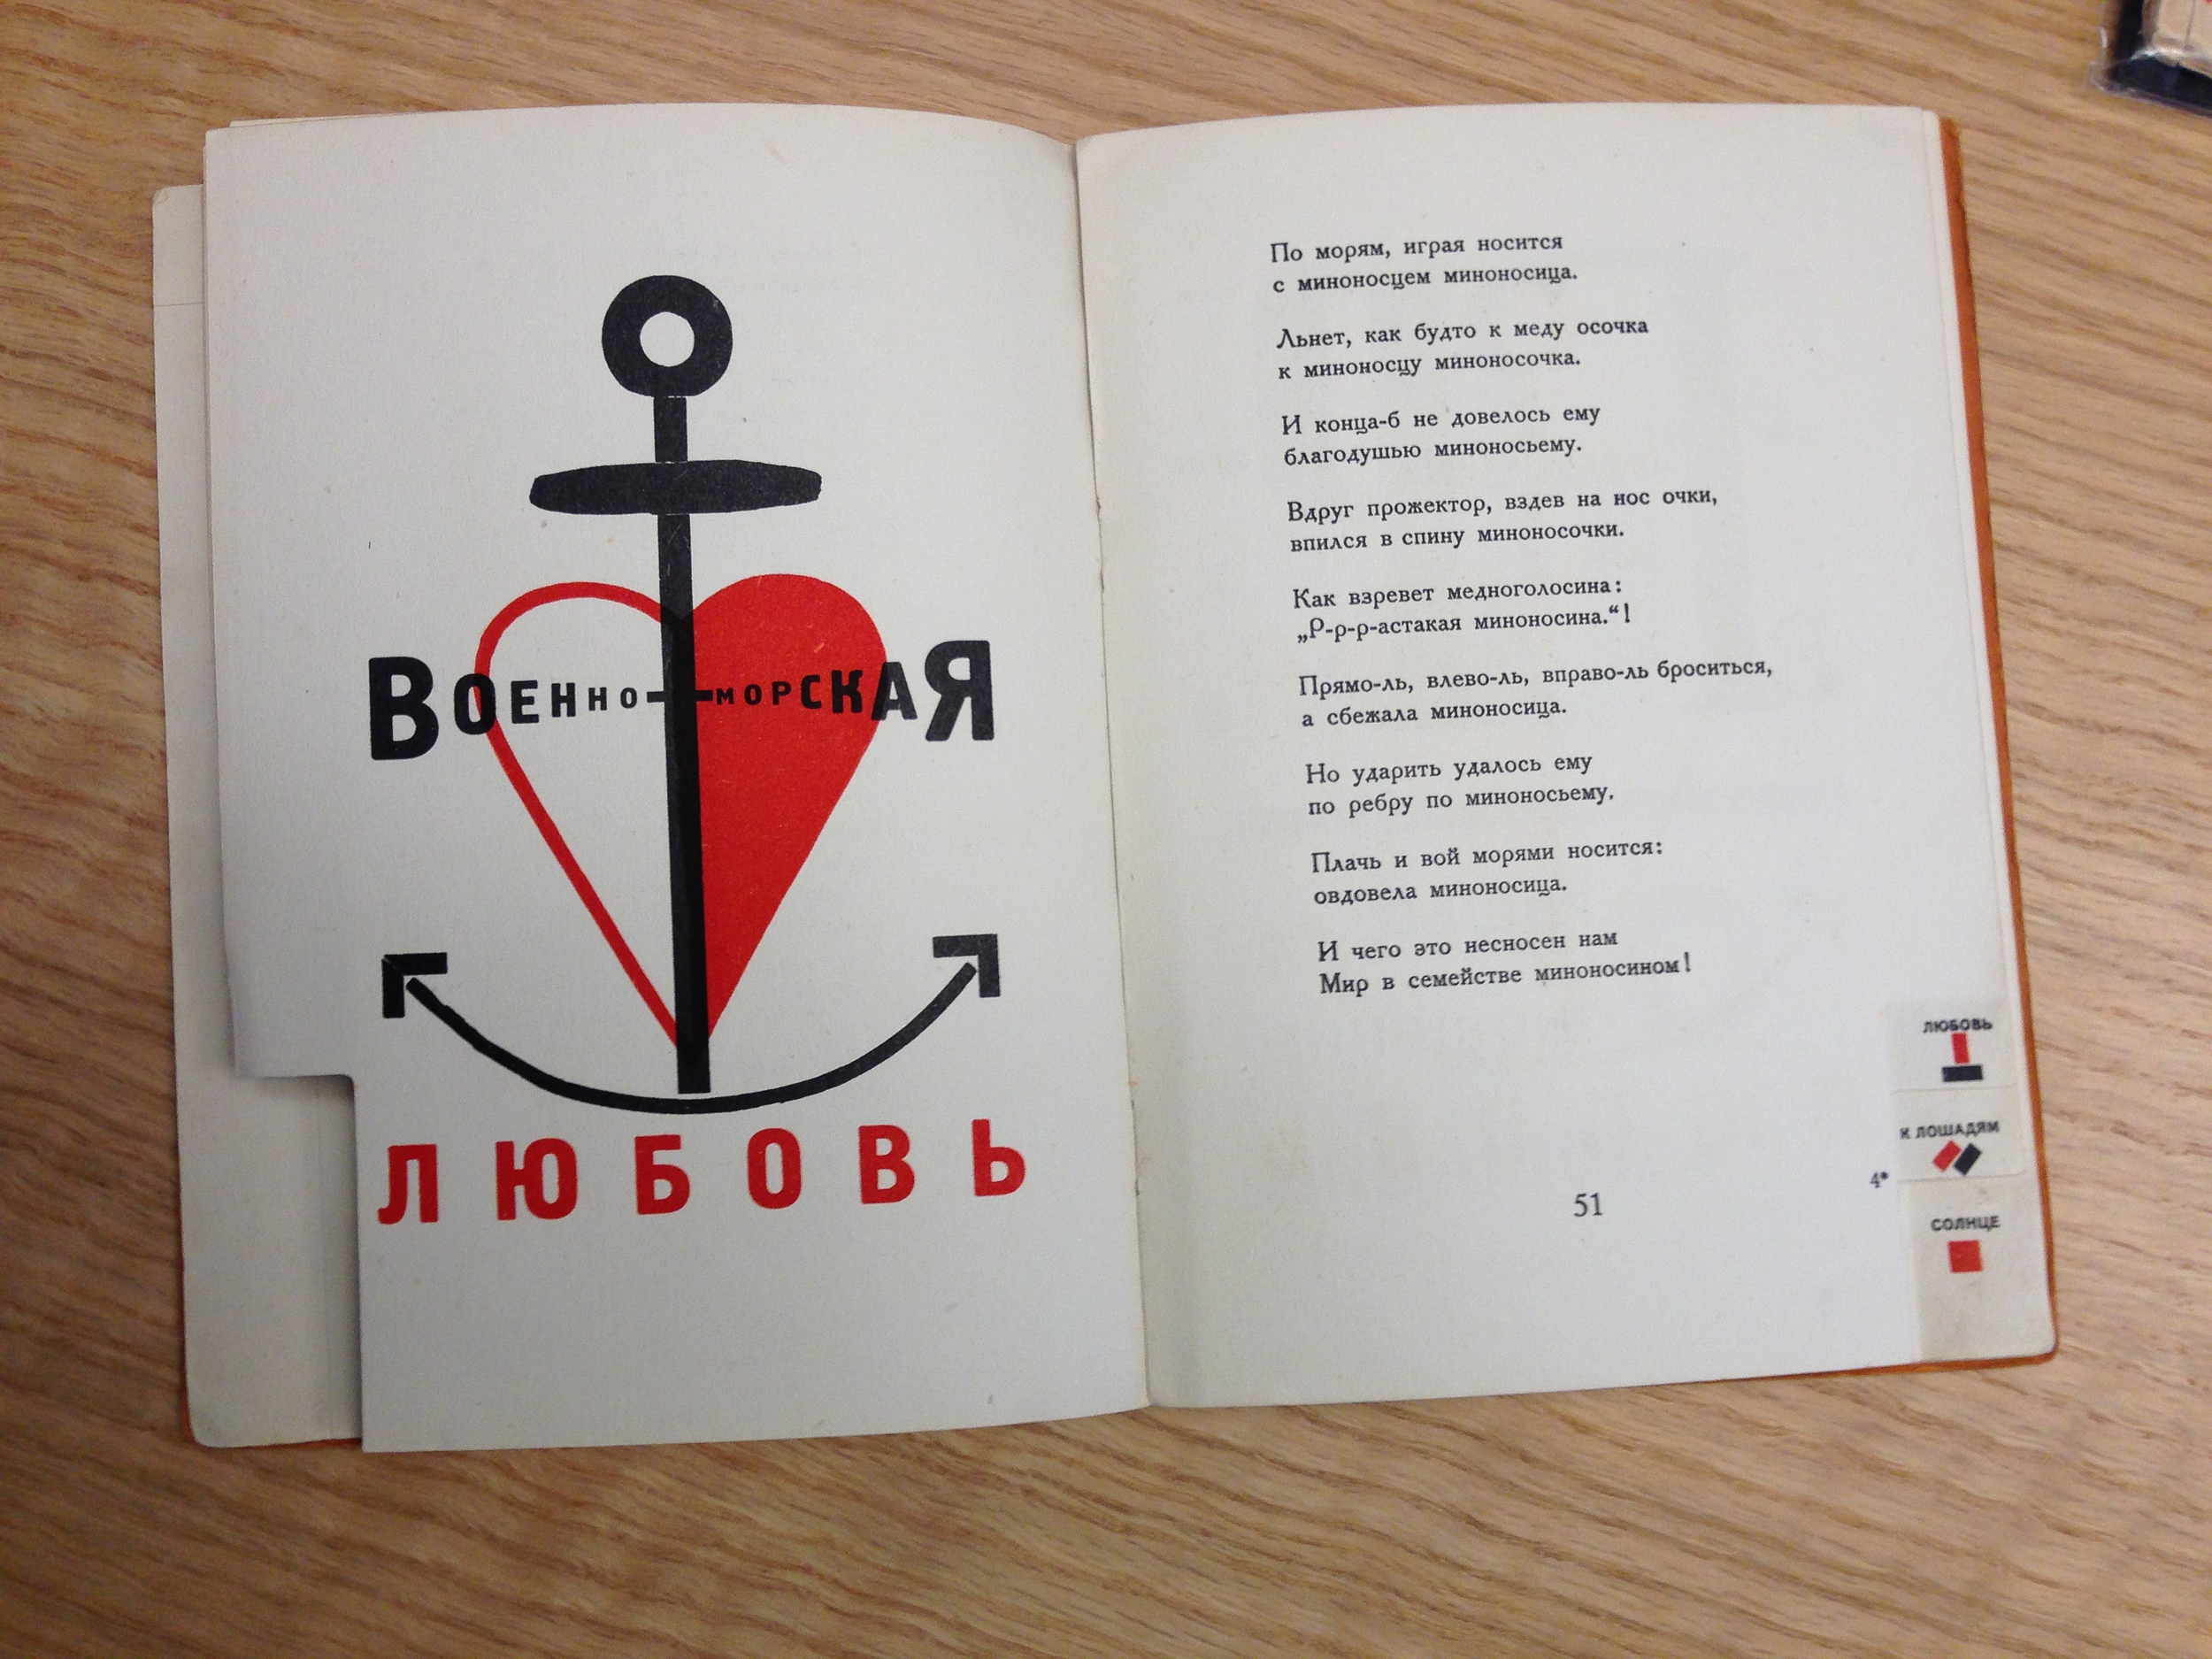 Военно-морскаЯ
ЛЮБОВЬ
По морям, играя носится
с миноносцем миноносица.
Льнет, как будто к меду осочка
к миноносцу миноносочка.
И конца-б не довелось ему
благодушью миноносьему.
Вдруг прожектор, вздев на нос очки,
впился в спину миноносочки.
Как взревет медноголосина:
„Р-р-р-астакая миноносина.“!
Прямо-ль, влево-ль, вправо-ль броситься,
а сбежала миноносица.
Но ударить удалось ему
по ребру по миноносьему.
Плачь и вой морями носится:
овдовела миноносица.
И чего это несносен нам
Мир в семействе миноносином!
51
4*
ЛЮБОВЬ
К ЛОШАДЯМ
СОЛНЦЕ